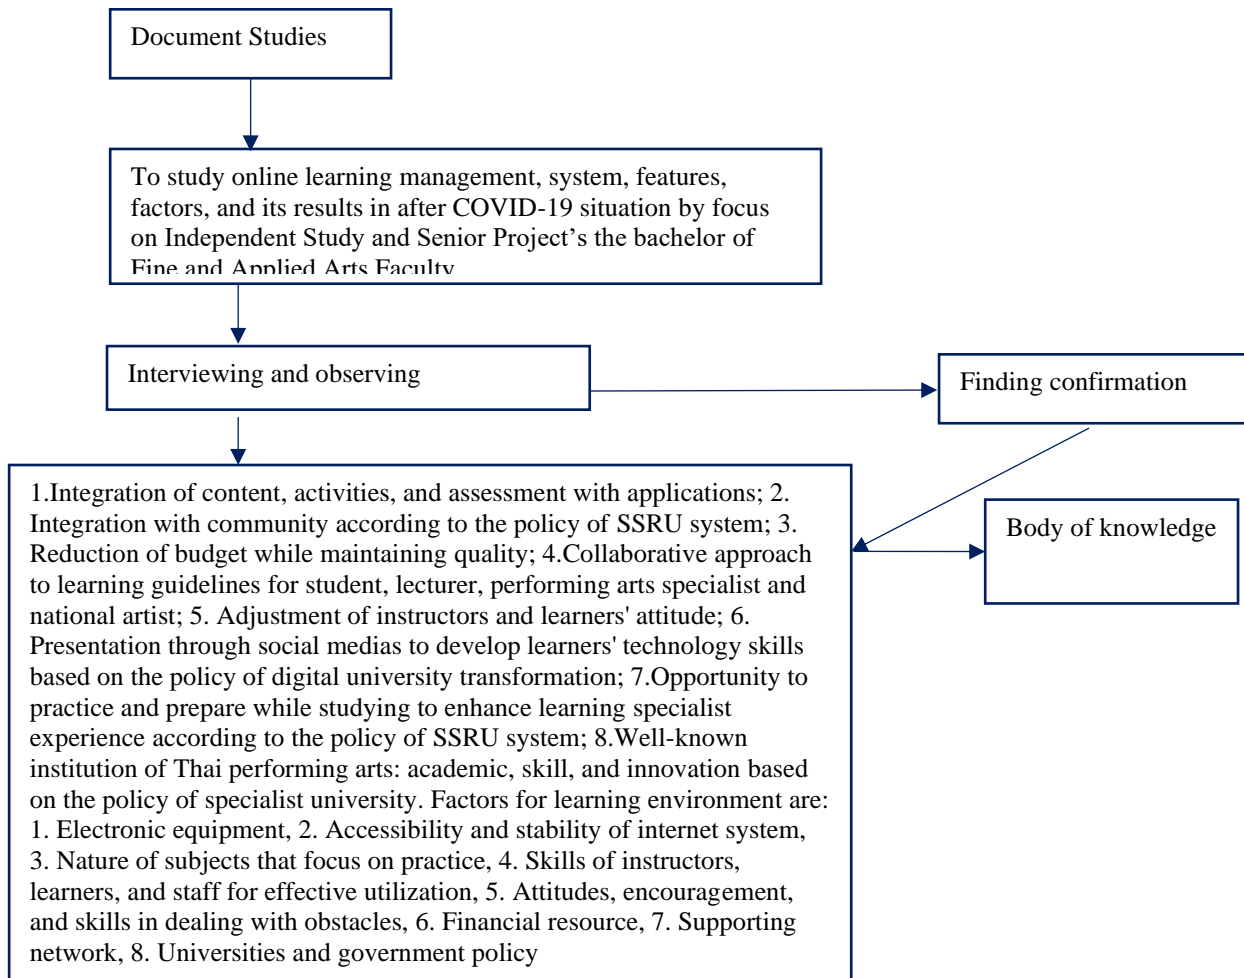 Document Studies
To study online learning management, system, features,
factors, and its results in after COVID-19 situation by focus
on Independent Study and Senior Project’s the bachelor of
Fine and Applied Arts Faculty
Interviewing and observing
Finding confirmation
1.Integration of content, activities, and assessment with applications; 2.
Integration with community according to the policy of SSRU system; 3.
Reduction of budget while maintaining quality; 4.Collaborative approach
to learning guidelines for student, lecturer, performing arts specialist and
national artist; 5. Adjustment of instructors and learners' attitude; 6.
Presentation through social medias to develop learners' technology skills
based on the policy of digital university transformation; 7.Opportunity to
practice and prepare while studying to enhance learning specialist
experience according to the policy of SSRU system; 8.Well-known
institution of Thai performing arts: academic, skill, and innovation based
on the policy of specialist university. Factors for learning environment are:
1. Electronic equipment, 2. Accessibility and stability of internet system,
3. Nature of subjects that focus on practice, 4. Skills of instructors,
learners, and staff for effective utilization, 5. Attitudes, encouragement,
and skills in dealing with obstacles, 6. Financial resource, 7. Supporting
network, 8. Universities and government policy
Body of knowledge